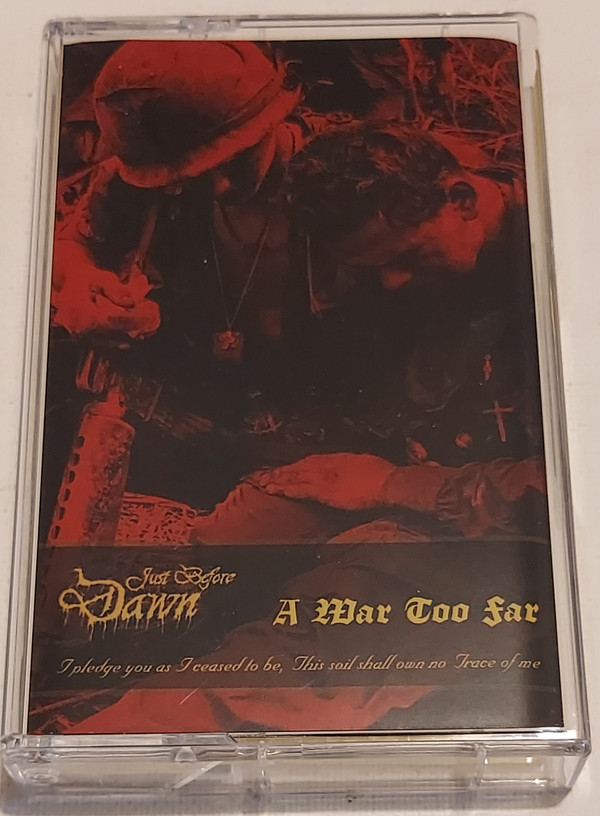 Just Before
Dawn
A War Too Far
I pledge you as I ceased to be, This soil shall own no Trace of me